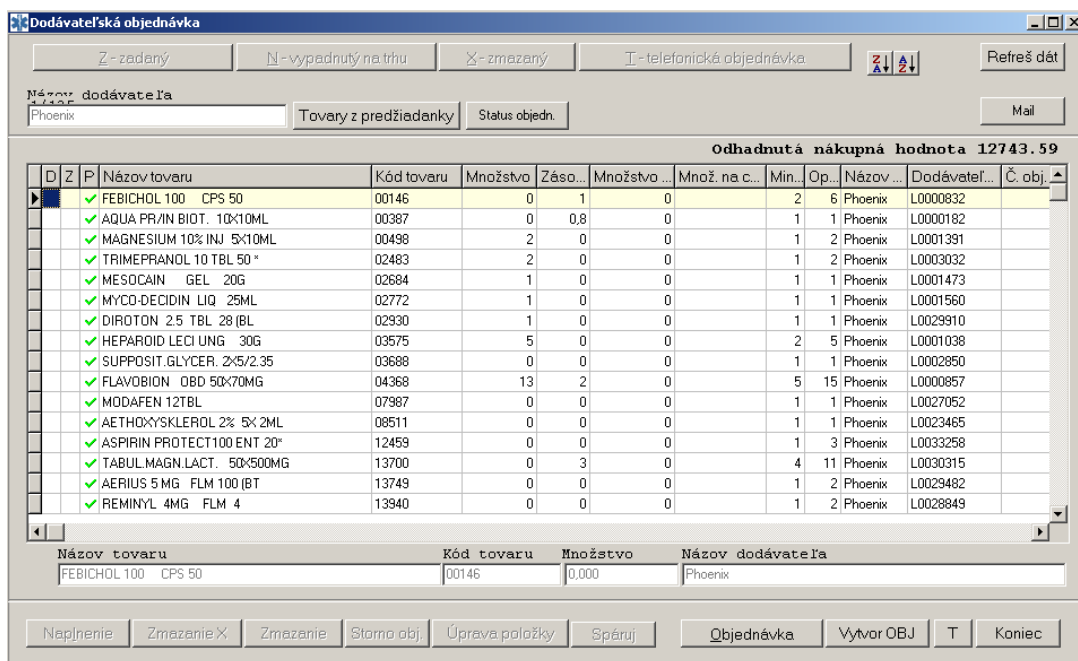 Dodávateľská objednávka
Z - zadaný N - vypadnutý na trhu X - zmazaný T - telefonická objednávka Refreš dát
Názov dodávateľa
Phoenix Tovary z predžiadanky Status objedn. Mail
Odhadnutá nákupná hodnota 12743.59
D Z P Názov tovaru Kód tovaru Množstvo Záso... Množstvo ... Množ. na c... Min... Op... Názov ... Dodávateľ... Č. obj.
FEBICHOL 100 CPS 50 00146 0 1 0 2 6 Phoenix L0000832
AQUA PR/IN BIOT. 10X10ML 00387 0 0,8 0 1 1 Phoenix L0000182
MAGNESIUM 10% INJ 5X10ML 00498 2 0 0 1 2 Phoenix L0001391
TRIMEPRANOL 10 TBL 50 * 02483 2 0 0 1 2 Phoenix L0003032
MESOCAIN GEL 20G 02684 1 0 0 1 1 Phoenix L0001473
MYCO-DECIDIN LIQ 25ML 02772 1 0 0 1 1 Phoenix L0001560
DIROTON 2.5 TBL 28 (BL 02930 1 0 0 1 1 Phoenix L0029910
HEPAROID LECI UNG 30G 03575 5 0 0 2 5 Phoenix L0001038
SUPPOSIT.GLYCER. 2X5/2.35 03688 0 0 0 1 1 Phoenix L0002850
FLAVOBION OBD 50X70MG 04368 13 2 0 5 15 Phoenix L0000857
MODAFEN 12TBL 07987 0 0 0 1 1 Phoenix L0027052
AETHOXYSKLEROL 2% 5X 2ML 08511 0 0 0 1 1 Phoenix L0023465
ASPIRIN PROTECT100 ENT 20* 12459 0 0 0 1 3 Phoenix L0033258
TABUL.MAGN.LACT. 50X500MG 13700 0 3 0 4 11 Phoenix L0030315
AERIUS 5 MG FLM 100 (BT 13749 0 0 0 1 2 Phoenix L0029482
REMINYL 4MG FLM 4 13940 0 0 0 1 2 Phoenix L0028849
Názov tovaru Kód tovaru Množstvo Názov dodávateľa
FEBICHOL 100 CPS 50 00146 0,000 Phoenix
Naplnenie Zmazanie X Zmazanie Storno obj. Úprava položky Spáruj Objednávka Vytvor OBJ T Koniec